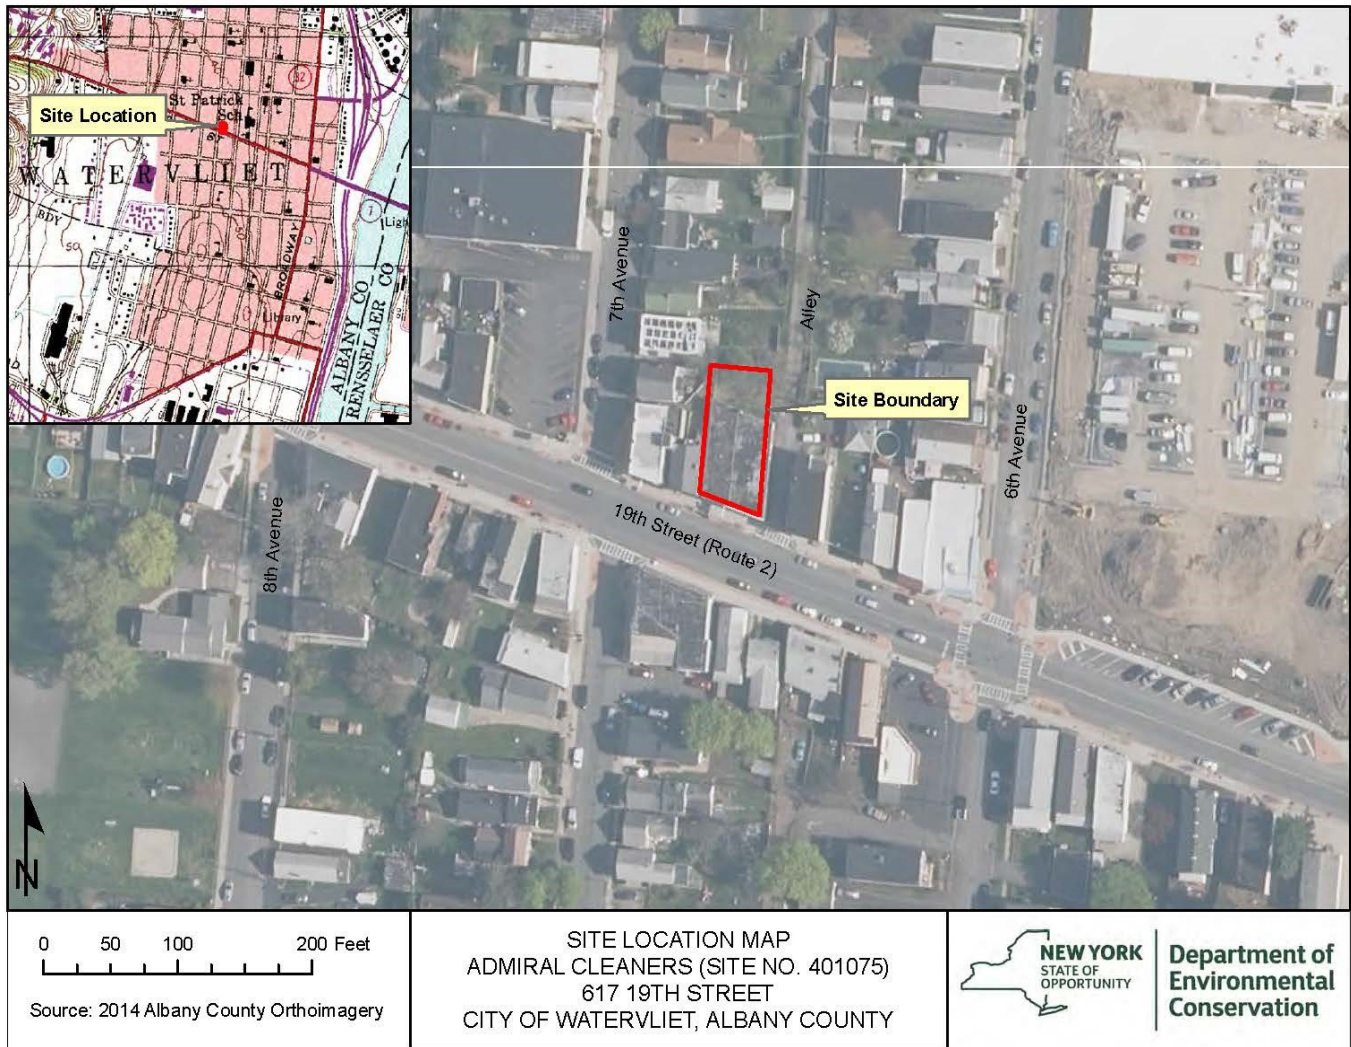 St Patrick
Sch
Site Location
WATERVLIET
BDY
50
BROADWAY
Library
ALBANY CO
RENSSELAER CO
32
7
Ligh
7th Avenue
Alley
Site Boundary
6th Avenue
8th Avenue
19th Street (Route 2)
N
0 50 100 200 Feet
Source: 2014 Albany County Orthoimagery
SITE LOCATION MAP
ADMIRAL CLEANERS (SITE NO. 401075)
617 19TH STREET
CITY OF WATERVLIET, ALBANY COUNTY
NEW YORK
STATE OF
OPPORTUNITY
Department of
Environmental
Conservation